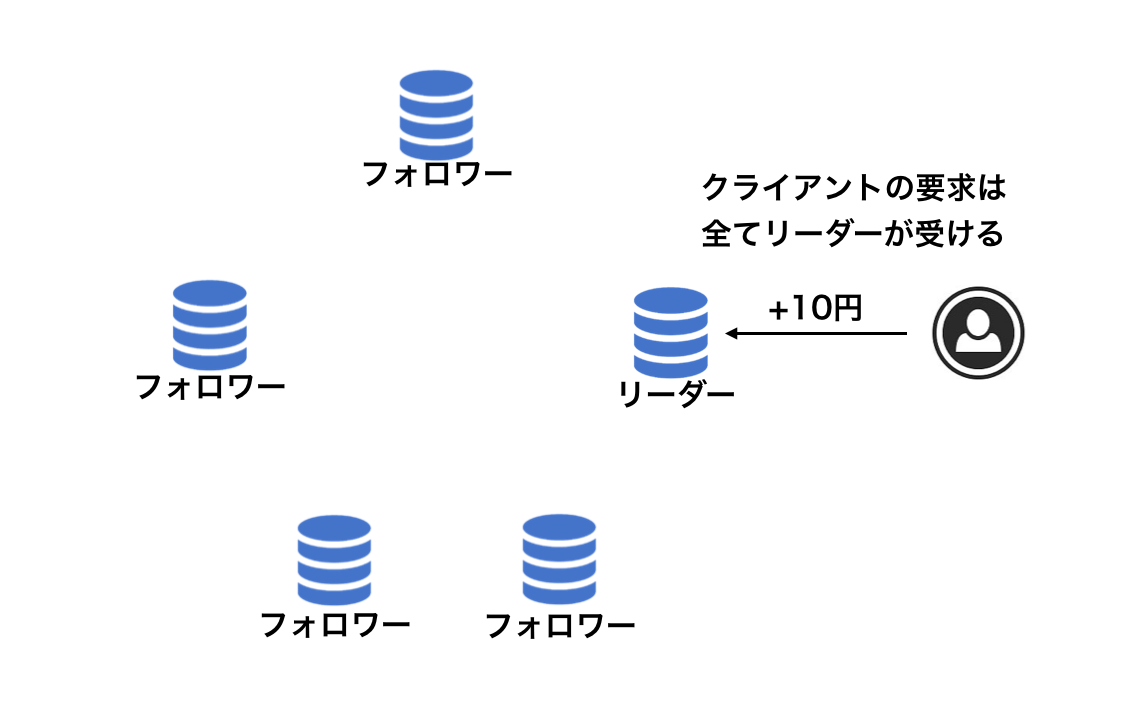 フォロワー
クライアントの要求は
全てリーダーが受ける
+10円
フォロワー
リーダー
フォロワー
フォロワー